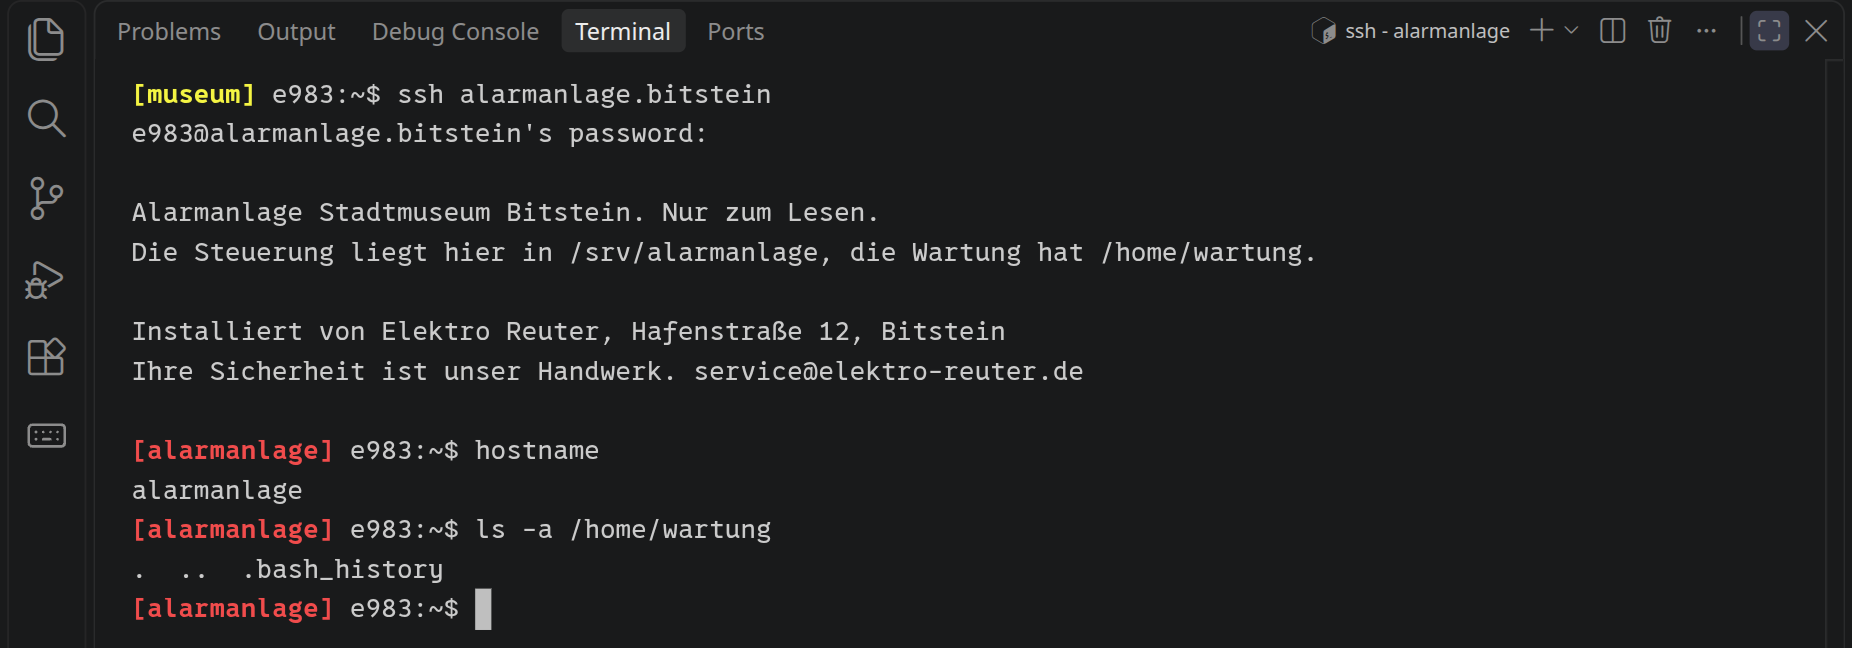 Problems Output Debug Console Terminal Ports ssh - alarmanlage
[museum] e983:~$ ssh alarmanlage.bitstein
e983@alarmanlage.bitstein's password:
Alarmanlage Stadtmuseum Bitstein. Nur zum Lesen.
Die Steuerung liegt hier in /srv/alarmanlage, die Wartung hat /home/wartung.
Installiert von Elektro Reuter, Hafenstraße 12, Bitstein
Ihre Sicherheit ist unser Handwerk. service@elektro-reuter.de
[alarmanlage] e983:~$ hostname
alarmanlage
[alarmanlage] e983:~$ ls -a /home/wartung
.  ..  .bash_history
[alarmanlage] e983:~$